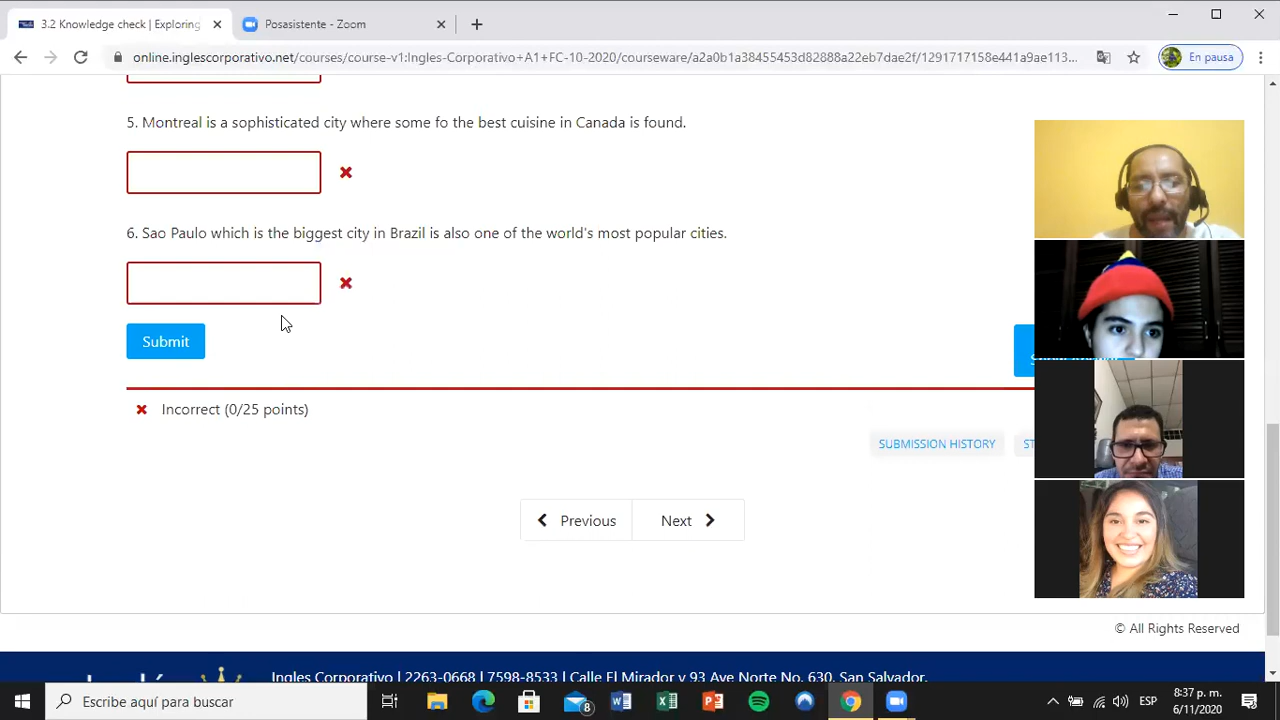 3.2 Knowledge check | Exploring
Posasistente - Zoom
online.inglescorporativo.net/courses/course-v1:Ingles-Corporativo+A1+FC-10-2020/courseware/a2a0b1a38455453d82888a22eb7dae2f/1291717158e441a9ae113...
En pausa
5. Montreal is a sophisticated city where some fo the best cuisine in Canada is found.
6. Sao Paulo which is the biggest city in Brazil is also one of the world's most popular cities.
Submit
Incorrect (0/25 points)
SUBMISSION HISTORY
ST
Previous
Next
© All Rights Reserved
Ingles Corporativo | 2263-0668 | 7598-8533 | Calle El Mirador y 93 Ave Norte No. 630, San Salvador.
Escribe aquí para buscar
8
ESP
8:37 p. m.
6/11/2020